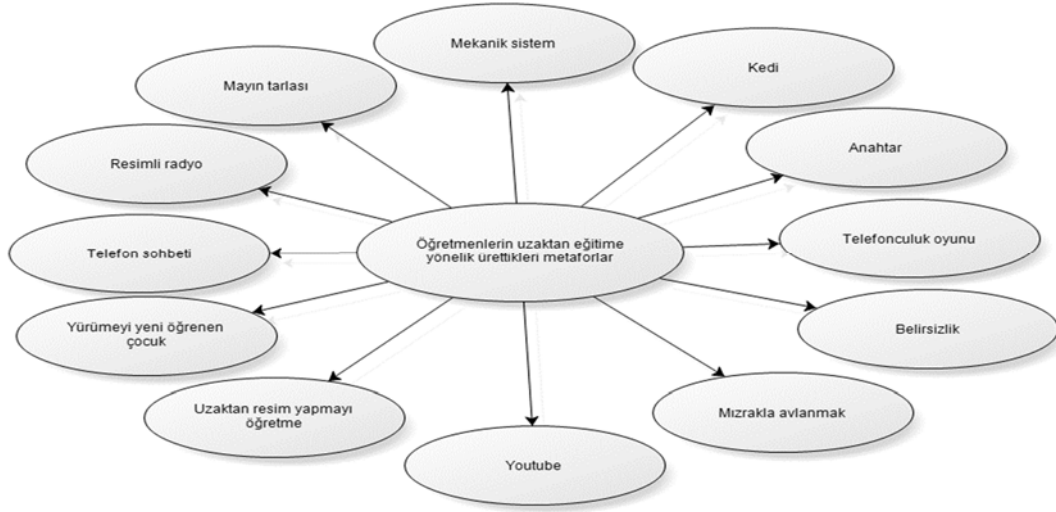 Mekanik sistem
Kedi
Mayın tarlası
Anahtar
Resimli radyo
Öğretmenlerin uzaktan eğitime
yönelik ürettikleri metaforlar
Telefonculuk oyunu
Telefon sohbeti
Yürümeyi yeni öğrenen
çocuk
Belirsizlik
Uzaktan resim yapmayı
öğretme
Mızrakla avlanmak
Youtube